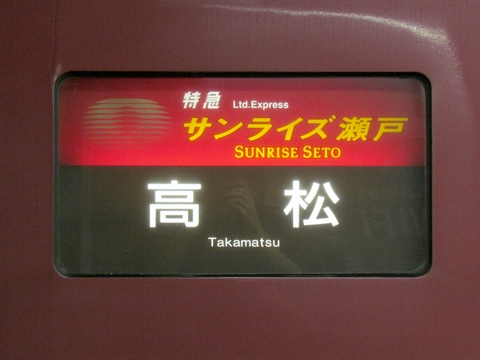 特急 Ltd.Express
サンライズ瀬戸
SUNRISE SETO
高松
Takamatsu